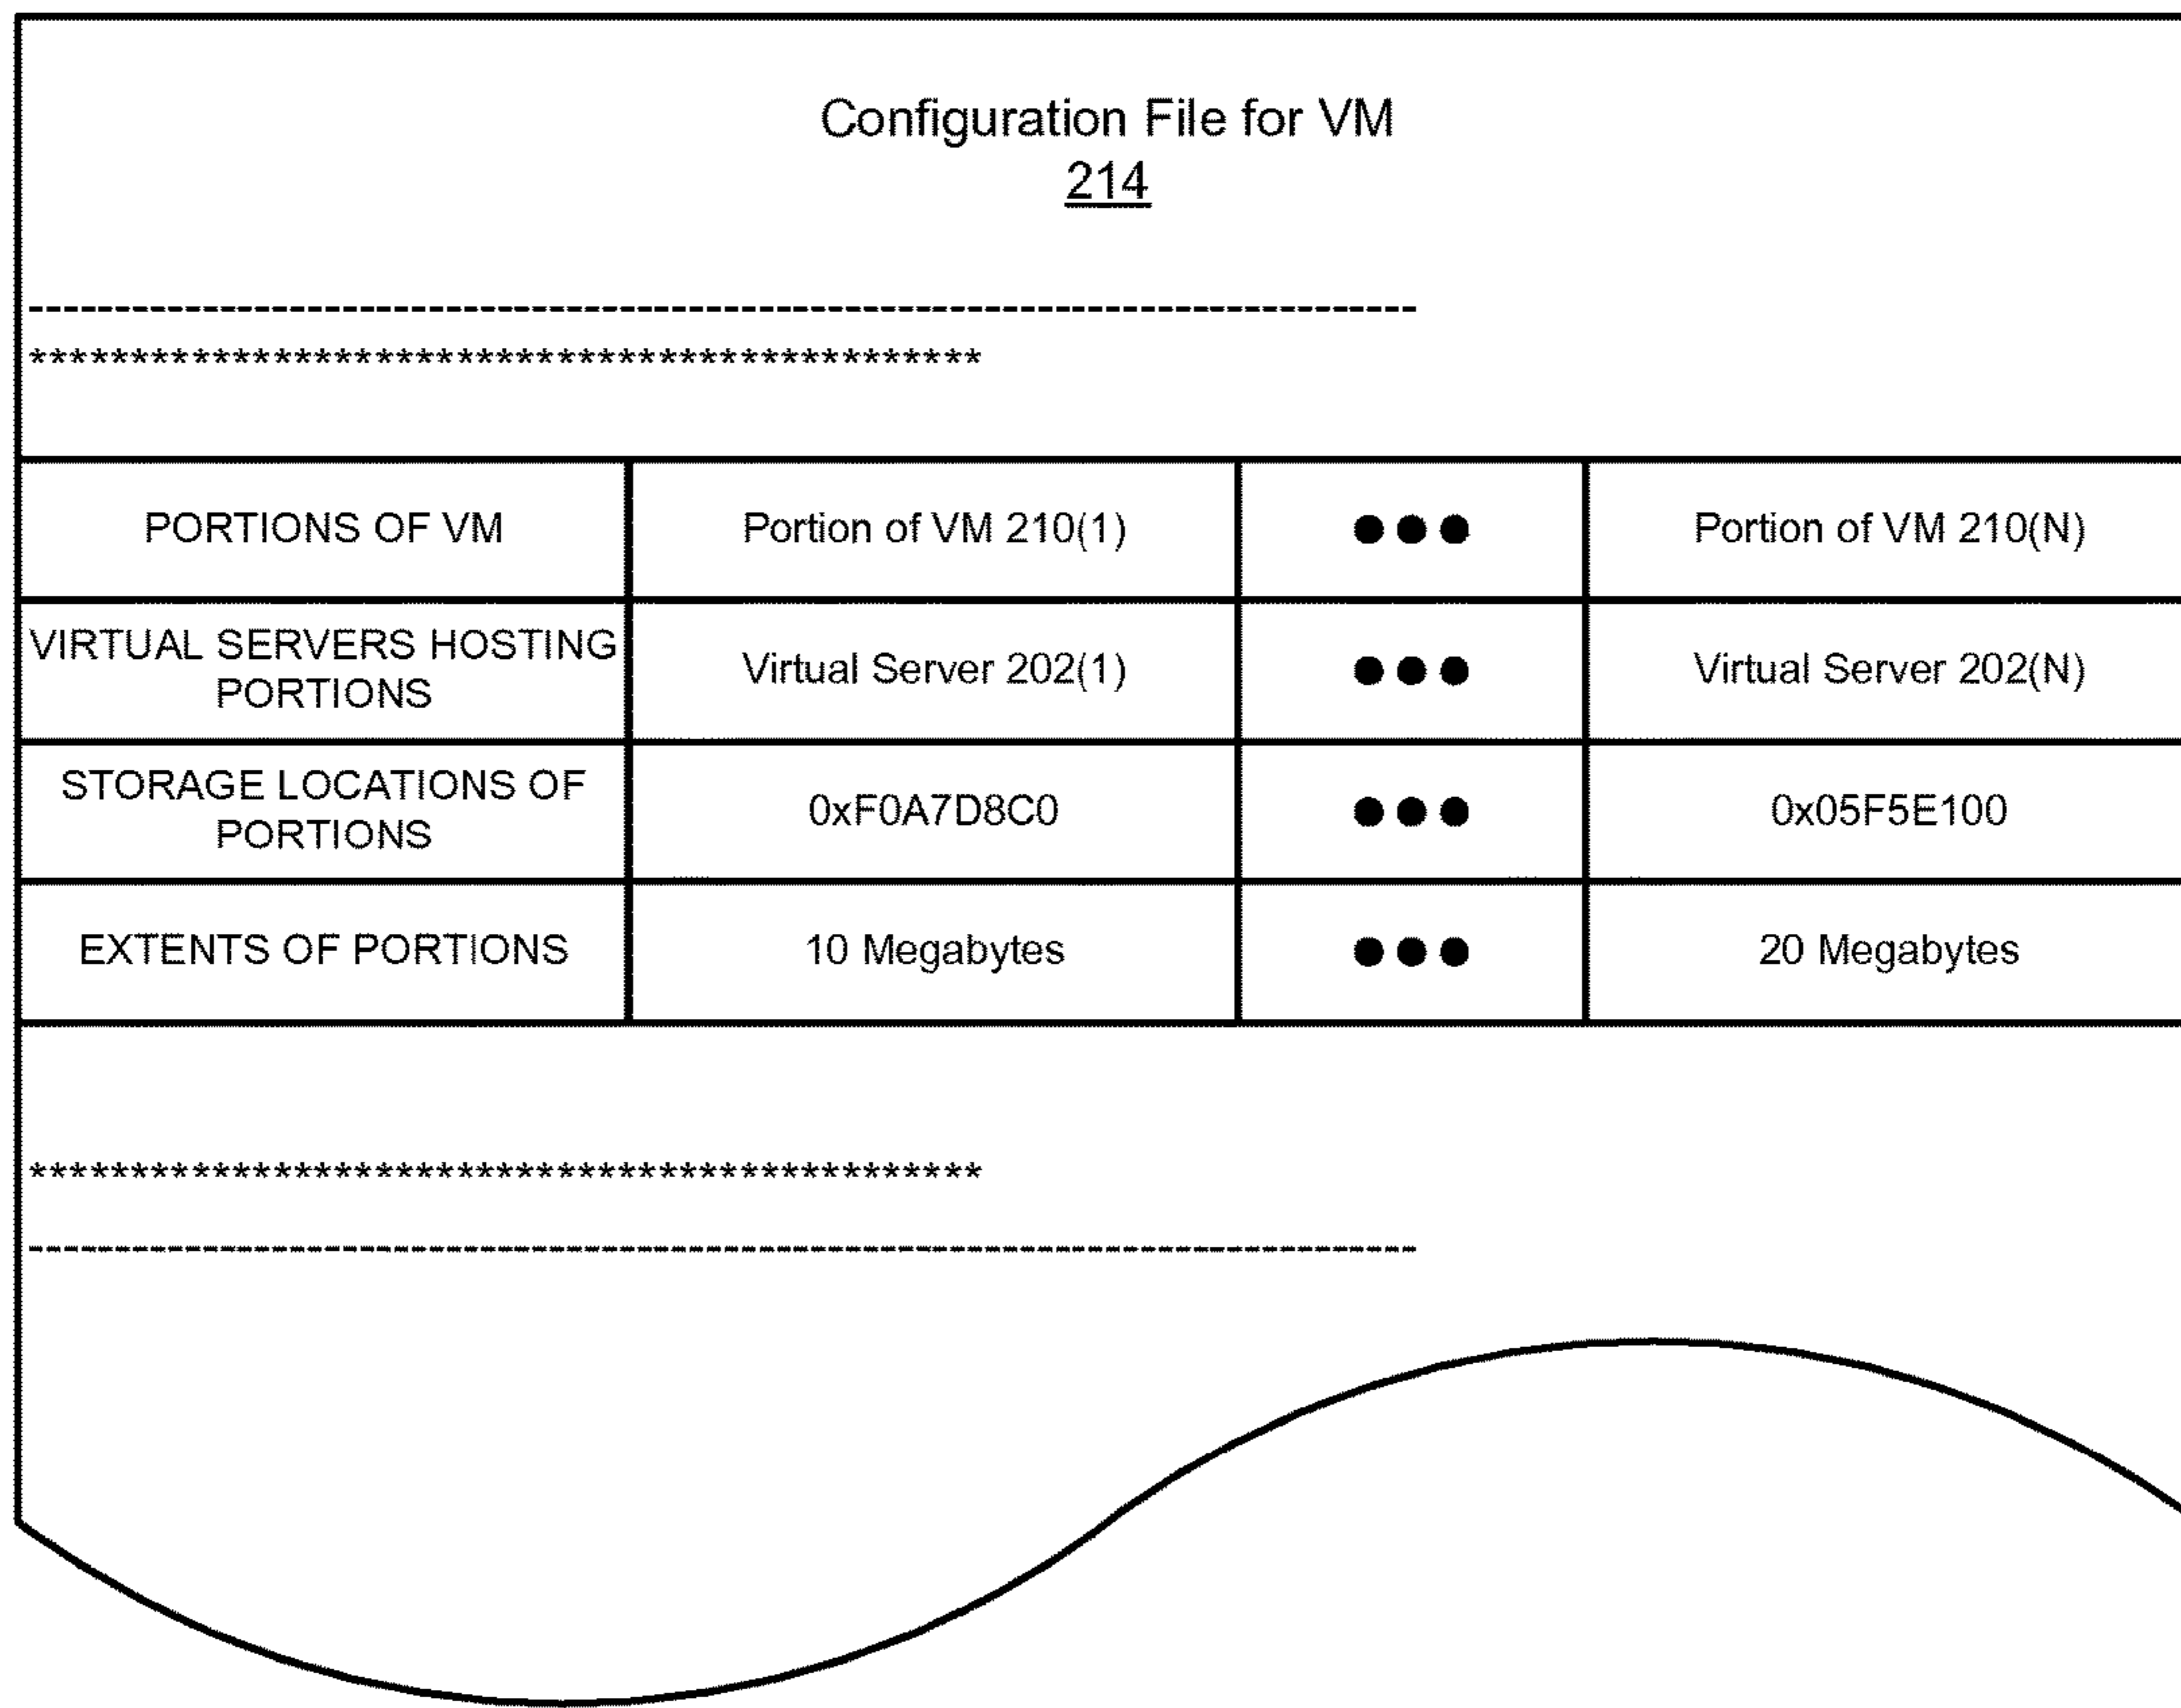 Configuration File for VM
214
--------------------------------------------------------------------------------
***********************************************
PORTIONS OF VM Portion of VM 210(1) ●●● Portion of VM 210(N)
VIRTUAL SERVERS HOSTING
PORTIONS Virtual Server 202(1) ●●● Virtual Server 202(N)
STORAGE LOCATIONS OF
PORTIONS 0xF0A7D8C0 ●●● 0x05F5E100
EXTENTS OF PORTIONS 10 Megabytes ●●● 20 Megabytes
***********************************************
--------------------------------------------------------------------------------